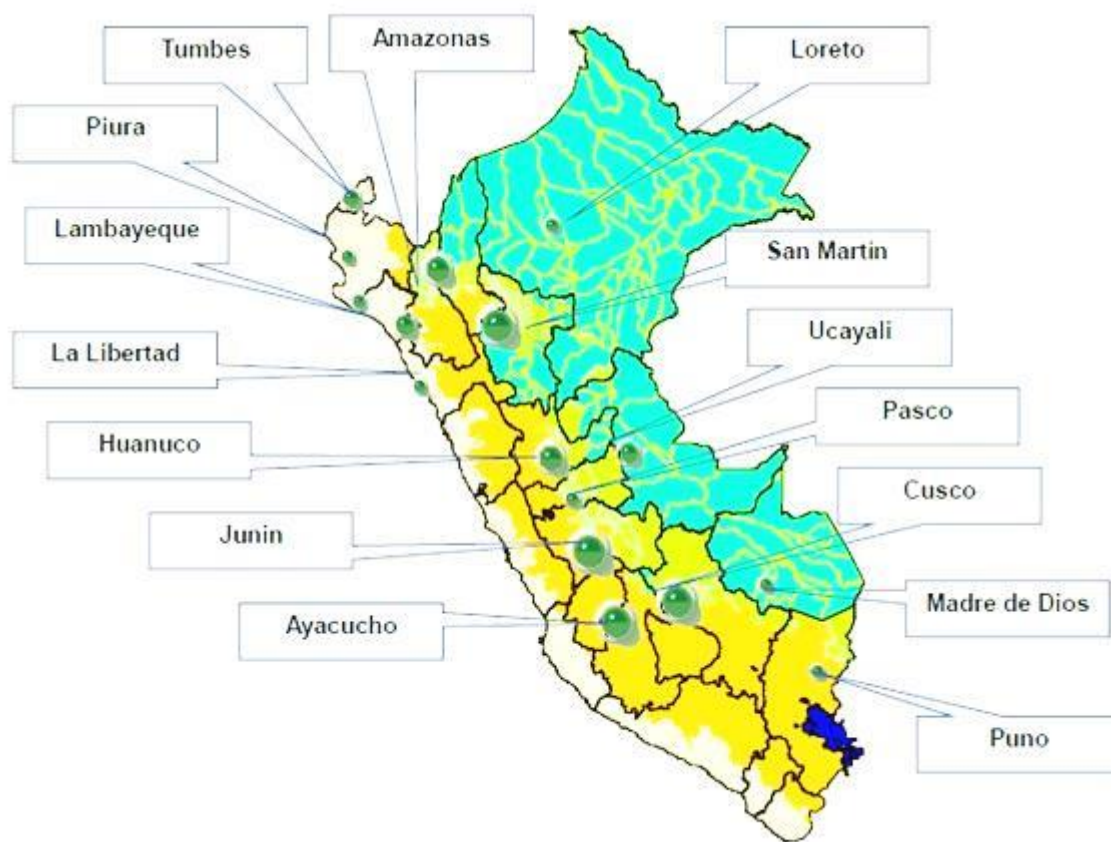 Tumbes
Amazonas
Loreto
Piura
Lambayeque
San Martin
Ucayali
La Libertad
Pasco
Huanuco
Cusco
Junin
Madre de Dios
Ayacucho
Puno